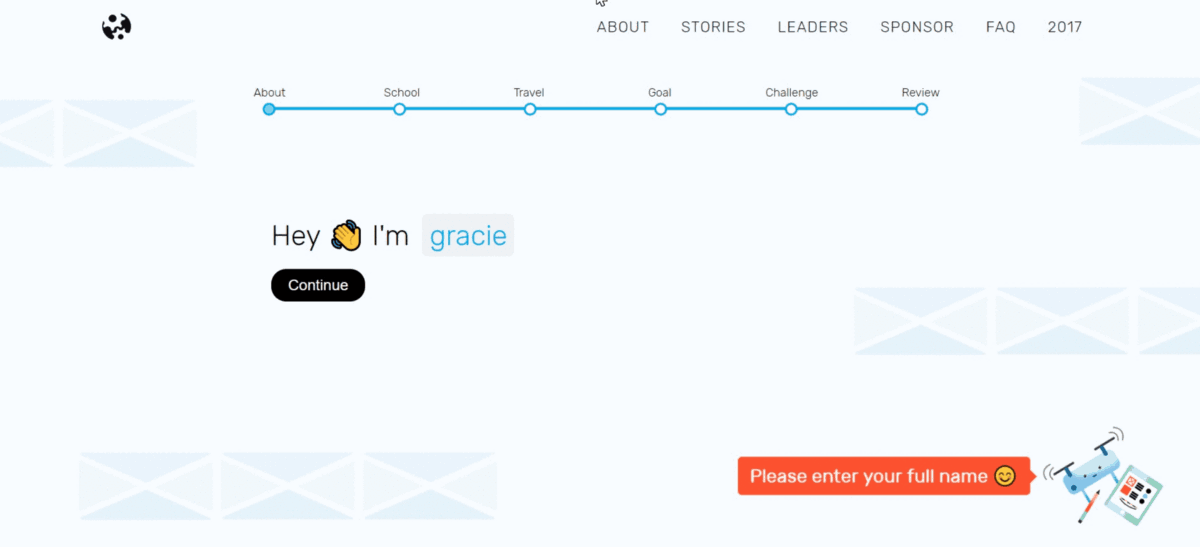 ABOUT STORIES LEADERS SPONSOR FAQ 2017
About School Travel Goal Challenge Review
Hey 👋 I'm gracie
Continue
Please enter your full name 😊